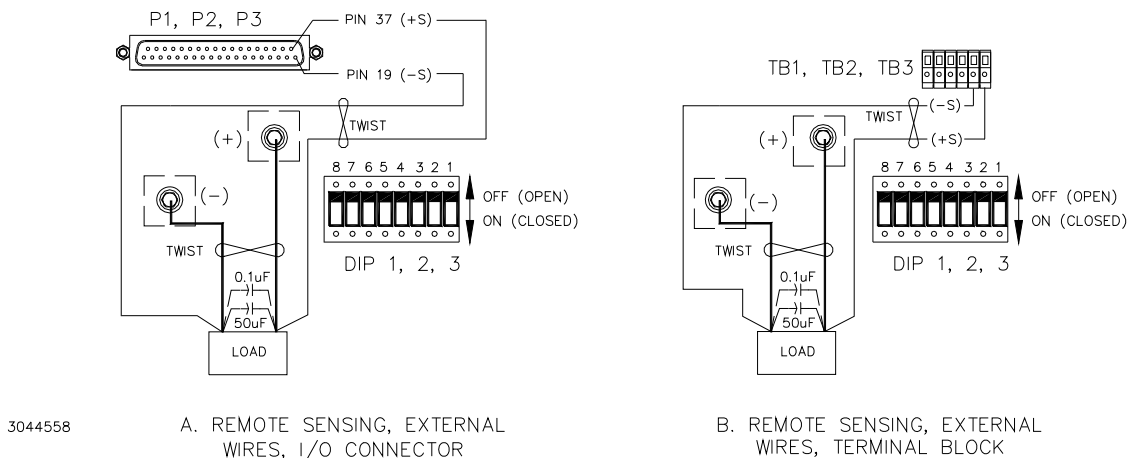 P1, P2, P3
PIN 37 (+S)
PIN 19 (-S)
TWIST
(+)
(-)
8 7 6 5 4 3 2 1
OFF (OPEN)
ON (CLOSED)
DIP 1, 2, 3
TWIST
0.1uF
50uF
LOAD
A. REMOTE SENSING, EXTERNAL
WIRES, I/O CONNECTOR
TB1, TB2, TB3
(-S)
TWIST
(+S)
(+)
(-)
8 7 6 5 4 3 2 1
OFF (OPEN)
ON (CLOSED)
DIP 1, 2, 3
TWIST
0.1uF
50uF
LOAD
B. REMOTE SENSING, EXTERNAL
WIRES, TERMINAL BLOCK
3044558